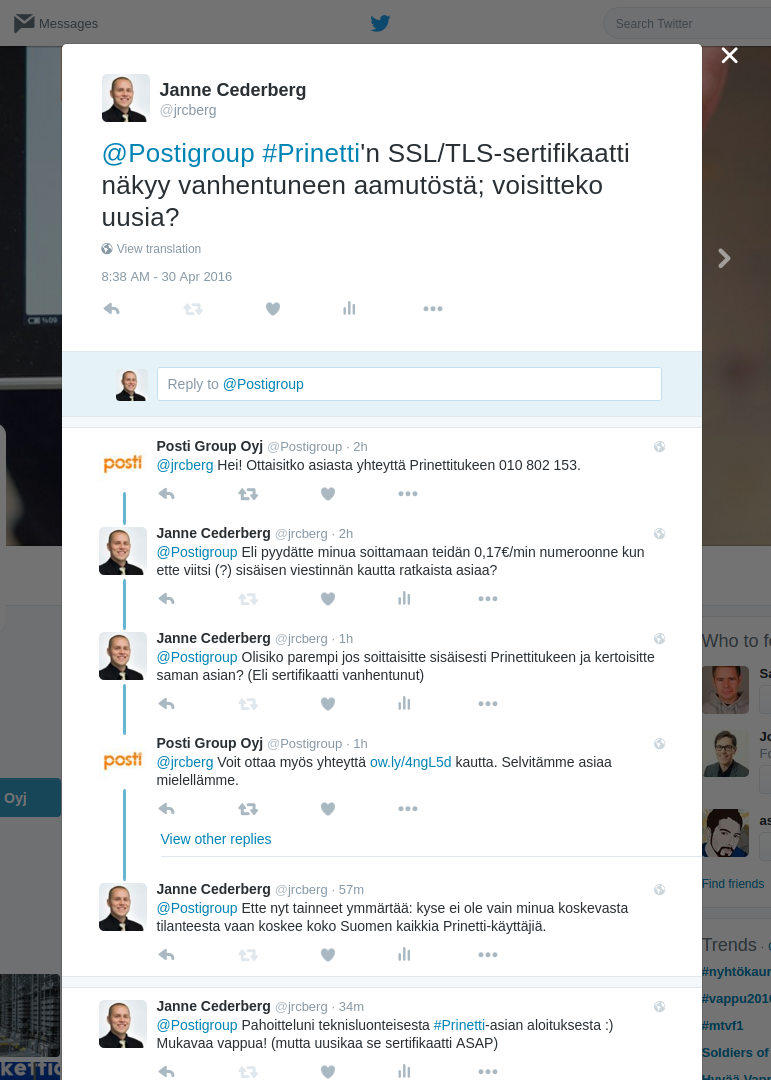 Messages
Search Twitter
Janne Cederberg
@jrcberg
@Postigroup #Prinetti'n SSL/TLS-sertifikaatti
näkyy vanhentuneen aamutöstä; voisitteko
uusia?
View translation
8:38 AM - 30 Apr 2016
Reply to @Postigroup
posti
Posti Group Oyj @Postigroup · 2h
@jrcberg Hei! Ottaisitko asiasta yhteyttä Prinettitukeen 010 802 153.
Janne Cederberg @jrcberg · 2h
@Postigroup Eli pyydätte minua soittamaan teidän 0,17€/min numeroonne kun
ette viitsi (?) sisäisen viestinnän kautta ratkaista asiaa?
Janne Cederberg @jrcberg · 1h
@Postigroup Olisiko parempi jos soittaisitte sisäisesti Prinettitukeen ja kertoisitte
saman asian? (Eli sertifikaatti vanhentunut)
posti
Posti Group Oyj @Postigroup · 1h
@jrcberg Voit ottaa myös yhteyttä ow.ly/4ngL5d kautta. Selvitämme asiaa
mielellämme.
View other replies
Janne Cederberg @jrcberg · 57m
@Postigroup Ette nyt tainneet ymmärtää: kyse ei ole vain minua koskevasta
tilanteesta vaan koskee koko Suomen kaikkia Prinetti-käyttäjiä.
Janne Cederberg @jrcberg · 34m
@Postigroup Pahoitteluni teknisluonteisesta #Prinetti-asian aloituksesta :)
Mukavaa vappua! (mutta uusikaa se sertifikaatti ASAP)
Oyj
Who to fo
Sa
Jo
Fo
as
Find friends
Trends ·
#nyhtökaur
#vappu2016
#mtvf1
Soldiers of
Hyvää Vapp